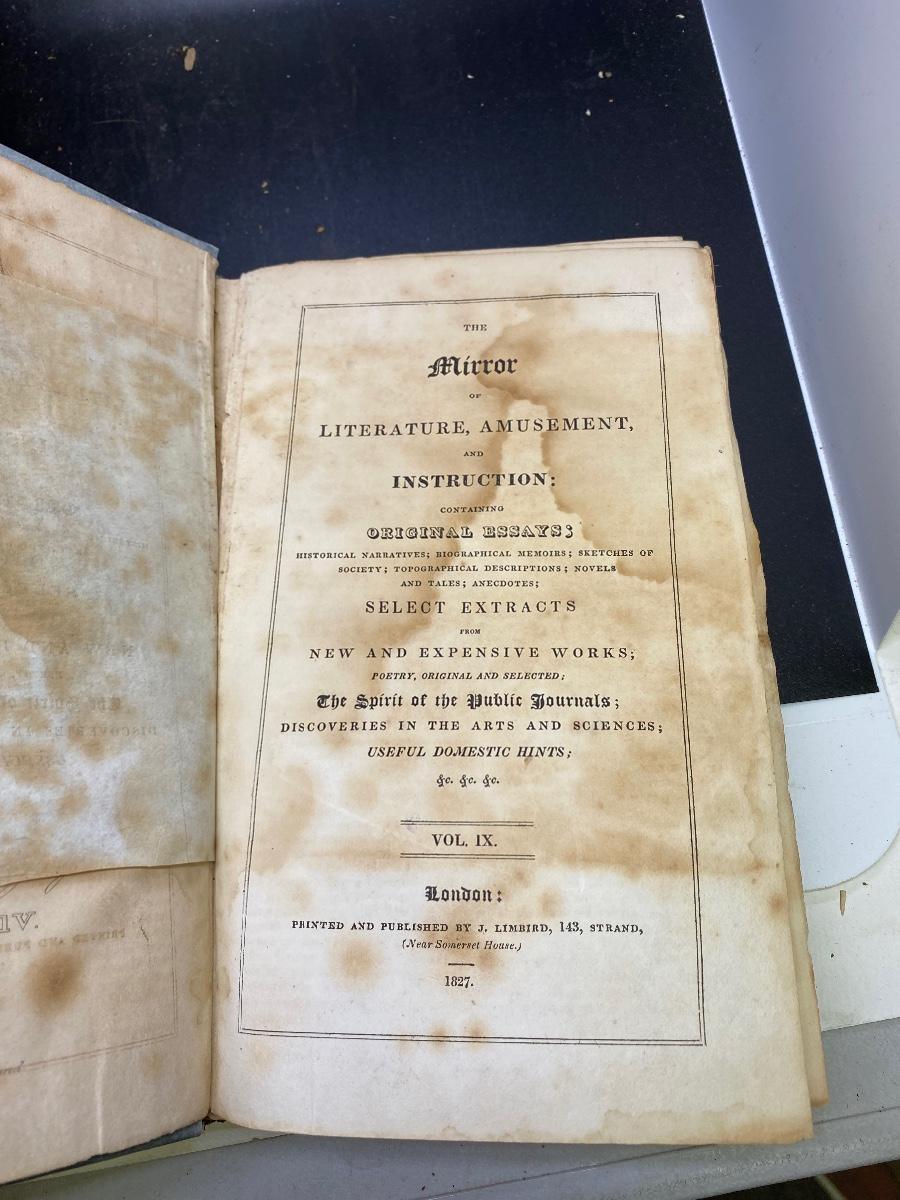 THE
Mirror
OF
LITERATURE, AMUSEMENT,
AND
INSTRUCTION:
CONTAINING
ORIGINAL ESSAYS;
HISTORICAL NARRATIVES; BIOGRAPHICAL MEMOIRS; SKETCHES OF
SOCIETY; TOPOGRAPHICAL DESCRIPTIONS; NOVELS
AND TALES; ANECDOTES;
SELECT EXTRACTS
FROM
NEW AND EXPENSIVE WORKS;
POETRY, ORIGINAL AND SELECTED;
The Spirit of the Public Journals;
DISCOVERIES IN THE ARTS AND SCIENCES;
USEFUL DOMESTIC HINTS;
&c. &c. &c.
VOL. IX.
London:
PRINTED AND PUBLISHED BY J. LIMBIRD, 143, STRAND,
(Near Somerset House.)
1827.